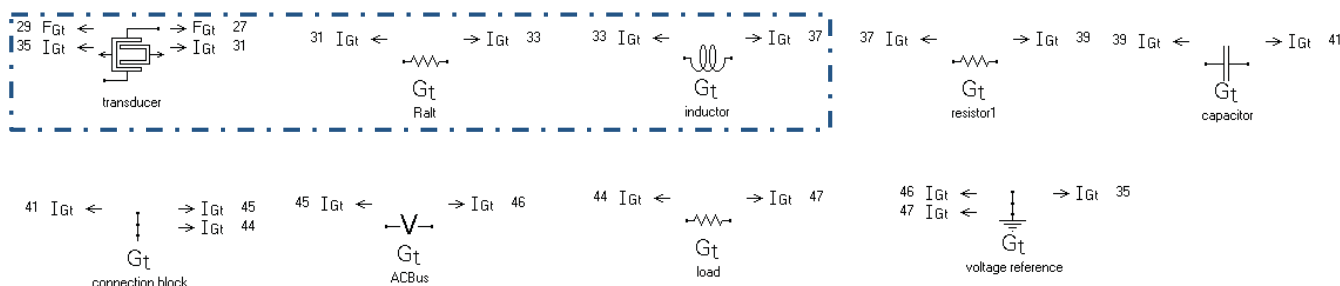 29 FGt ← → FGt 27
35 IGt ← → IGt 31
transducer
31 IGt ← → IGt 33
Gt
Ralt
33 IGt ← → IGt 37
Gt
inductor
37 IGt ← → IGt 39
Gt
resistor1
39 IGt ← → IGt 41
Gt
capacitor
41 IGt ← → IGt 45
→ IGt 44
Gt
connection block
45 IGt ← → IGt 46
V
Gt
ACBus
44 IGt ← → IGt 47
Gt
load
46 IGt ← → IGt 35
47 IGt ←
Gt
voltage reference